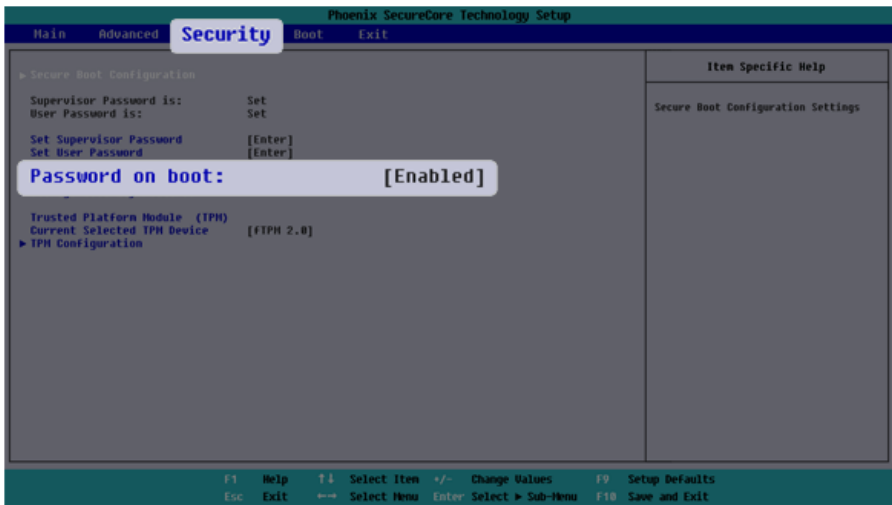 Phoenix SecureCore Technology Setup
Main Advanced Security Boot Exit
▶ Secure Boot Configuration
Supervisor Password is: Set
User Password is: Set
Set Supervisor Password [Enter]
Set User Password [Enter]
Password on boot: [Enabled]
Trusted Platform Module (TPM)
Current Selected TPM Device [fTPM 2.0]
▶ TPM Configuration
Item Specific Help
Secure Boot Configuration Settings
F1 Help ↑↓ Select Item +/- Change Values F9 Setup Defaults
Esc Exit ←→ Select Menu Enter Select ▶ Sub-Menu F10 Save and Exit